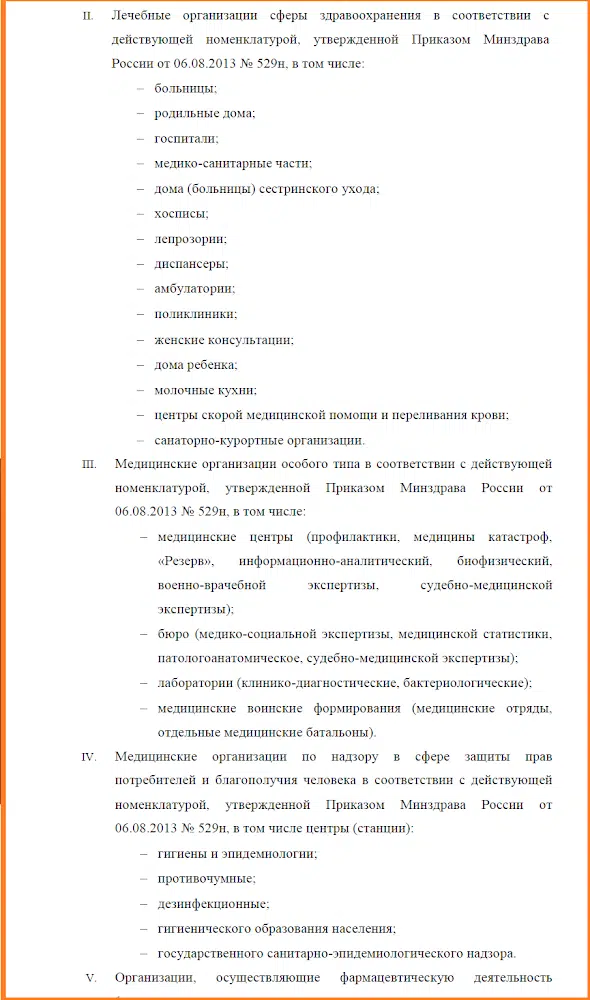 II. Лечебные организации сферы здравоохранения в соответствии с
действующей номенклатурой, утвержденной Приказом Минздрава
России от 06.08.2013 № 529н, в том числе:
– больницы;
– родильные дома;
– госпитали;
– медико-санитарные части;
– дома (больницы) сестринского ухода;
– хосписы;
– лепрозории;
– диспансеры;
– амбулатории;
– поликлиники;
– женские консультации;
– дома ребенка;
– молочные кухни;
– центры скорой медицинской помощи и переливания крови;
– санаторно-курортные организации.
III. Медицинские организации особого типа в соответствии с действующей
номенклатурой, утвержденной Приказом Минздрава России от
06.08.2013 № 529н, в том числе:
– медицинские центры (профилактики, медицины катастроф,
«Резерв», информационно-аналитический, биофизический,
военно-врачебной экспертизы, судебно-медицинской
экспертизы);
– бюро (медико-социальной экспертизы, медицинской статистики,
патологоанатомическое, судебно-медицинской экспертизы);
– лаборатории (клинико-диагностические, бактериологические);
– медицинские воинские формирования (медицинские отряды,
отдельные медицинские батальоны).
IV. Медицинские организации по надзору в сфере защиты прав
потребителей и благополучия человека в соответствии с действующей
номенклатурой, утвержденной Приказом Минздрава России от
06.08.2013 № 529н, в том числе центры (станции):
– гигиены и эпидемиологии;
– противочумные;
– дезинфекционные;
– гигиенического образования населения;
– государственного санитарно-эпидемиологического надзора.
V. Организации, осуществляющие фармацевтическую деятельность